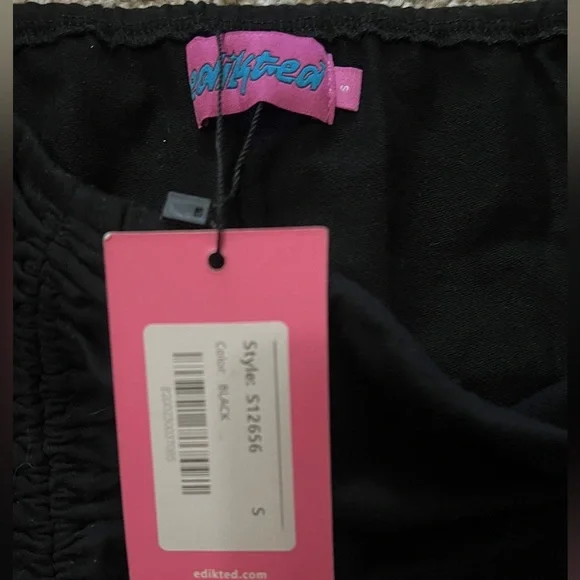 edikted
S
Style: S12656
Color: BLACK
S
edikted.com